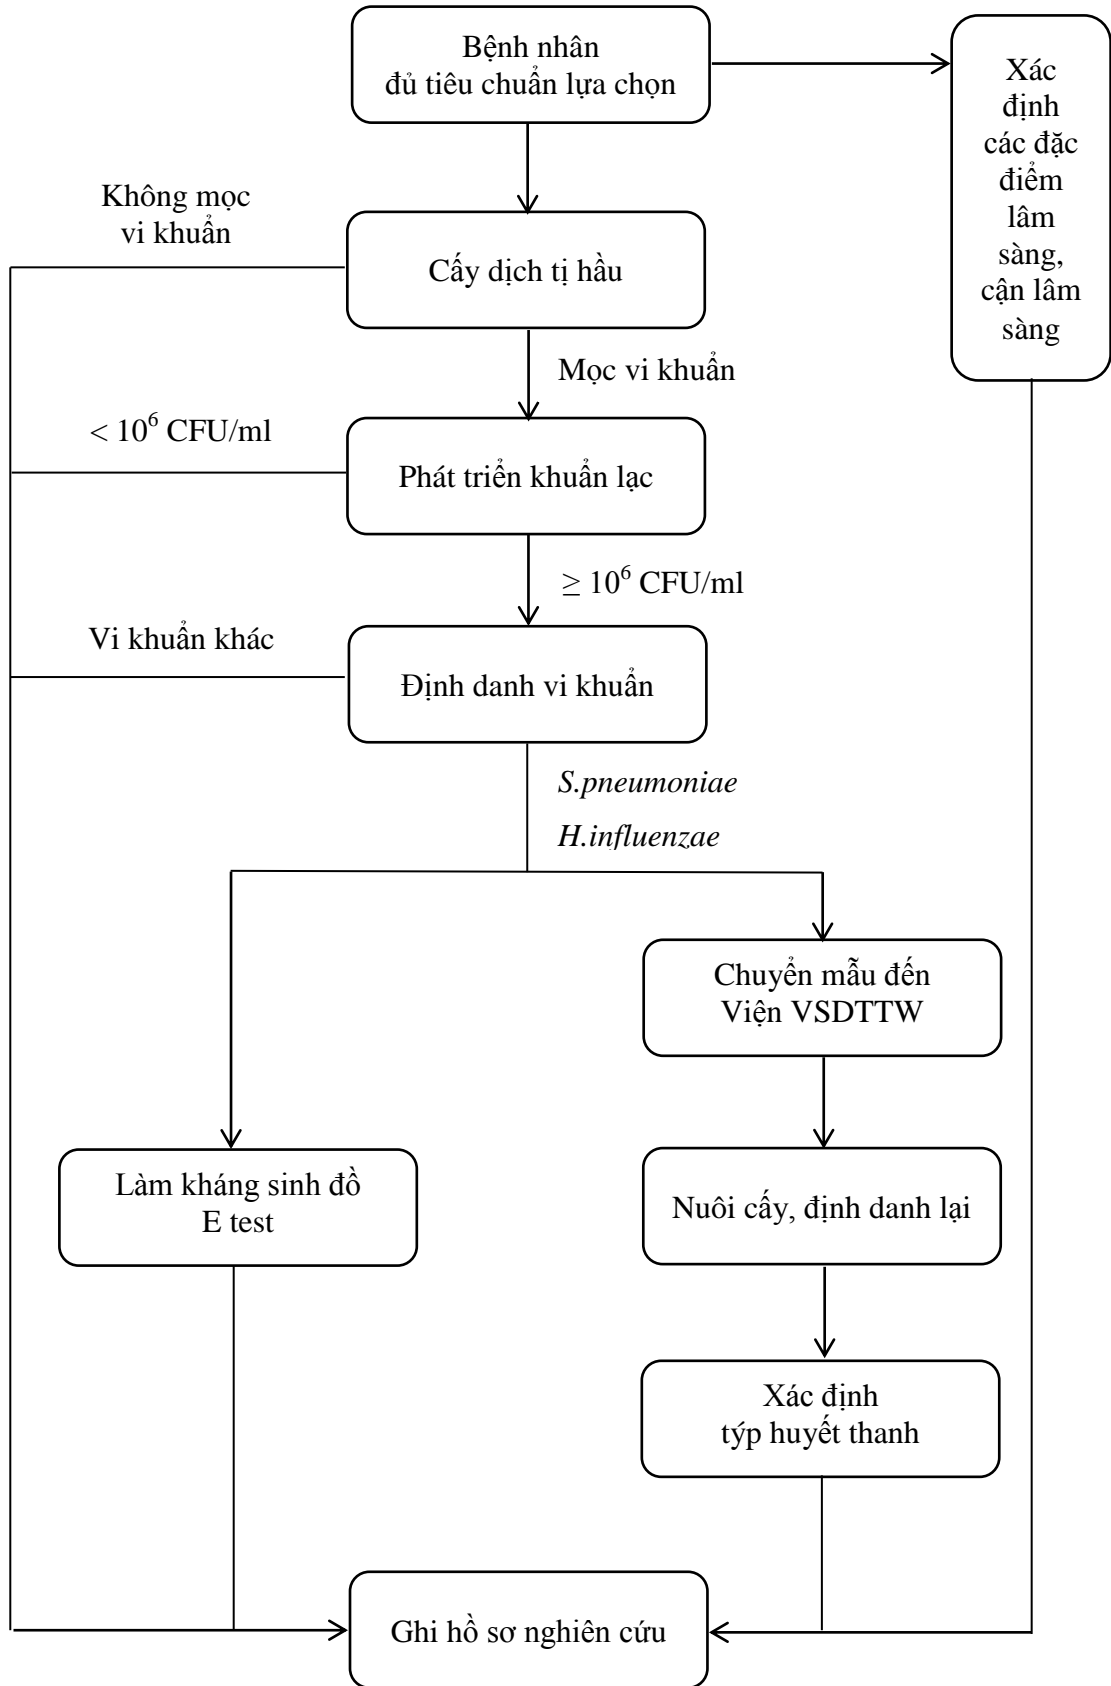 Bệnh nhân
đủ tiêu chuẩn lựa chọn
Xác
định
các đặc
điểm
lâm
sàng,
cận lâm
sàng
Không mọc
vi khuẩn
Cấy dịch tị hầu
Mọc vi khuẩn
< 10⁶ CFU/ml
Phát triển khuẩn lạc
≥ 10⁶ CFU/ml
Vi khuẩn khác
Định danh vi khuẩn
S.pneumoniae
H.influenzae
Chuyển mẫu đến
Viện VSDTTW
Làm kháng sinh đồ
E test
Nuôi cấy, định danh lại
Xác định
týp huyết thanh
Ghi hồ sơ nghiên cứu